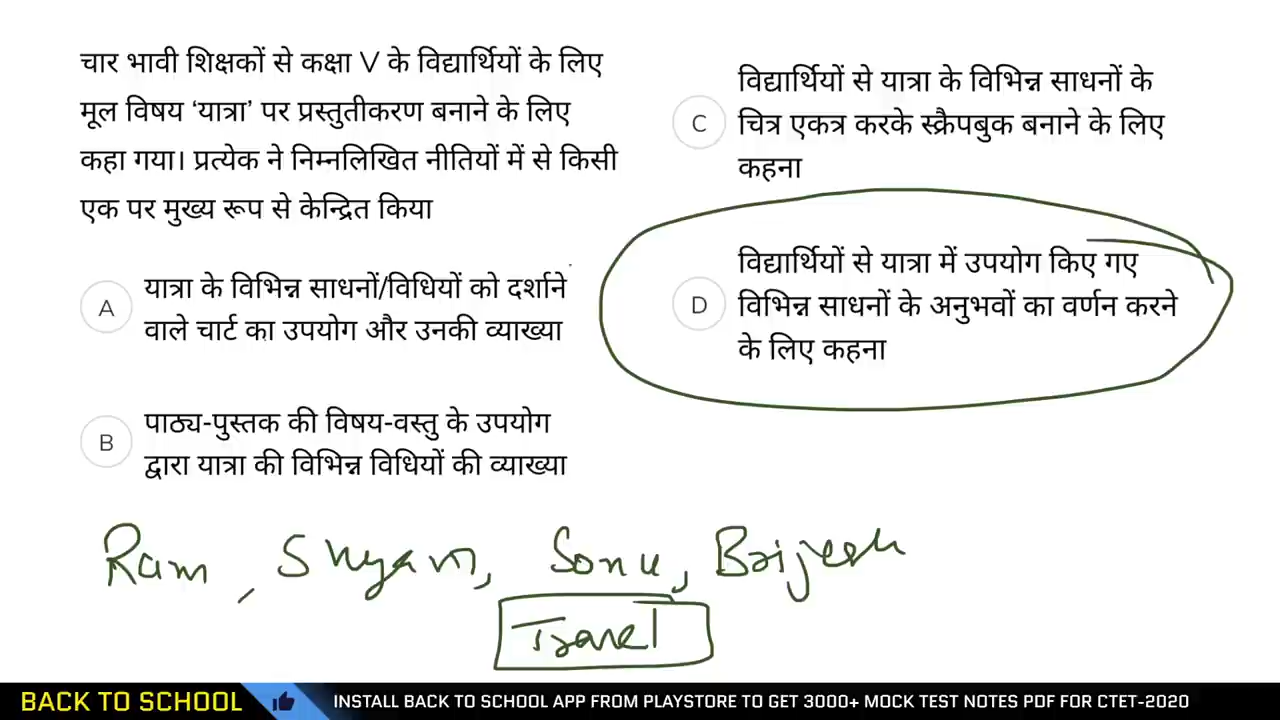 चार भावी शिक्षकों से कक्षा V के विद्यार्थियों के लिए
मूल विषय ‘यात्रा’ पर प्रस्तुतीकरण बनाने के लिए
कहा गया। प्रत्येक ने निम्नलिखित नीतियों में से किसी
एक पर मुख्य रूप से केन्द्रित किया
A
यात्रा के विभिन्न साधनों/विधियों को दर्शाने
वाले चार्ट का उपयोग और उनकी व्याख्या
B
पाठ्य-पुस्तक की विषय-वस्तु के उपयोग
द्वारा यात्रा की विभिन्न विधियों की व्याख्या
C
विद्यार्थियों से यात्रा के विभिन्न साधनों के
चित्र एकत्र करके स्क्रैपबुक बनाने के लिए
कहना
D
विद्यार्थियों से यात्रा में उपयोग किए गए
विभिन्न साधनों के अनुभवों का वर्णन करने
के लिए कहना
Ram, Shyam, Sonu, Brijesh
Travel
BACK TO SCHOOL
INSTALL BACK TO SCHOOL APP FROM PLAYSTORE TO GET 3000+ MOCK TEST NOTES PDF FOR CTET-2020